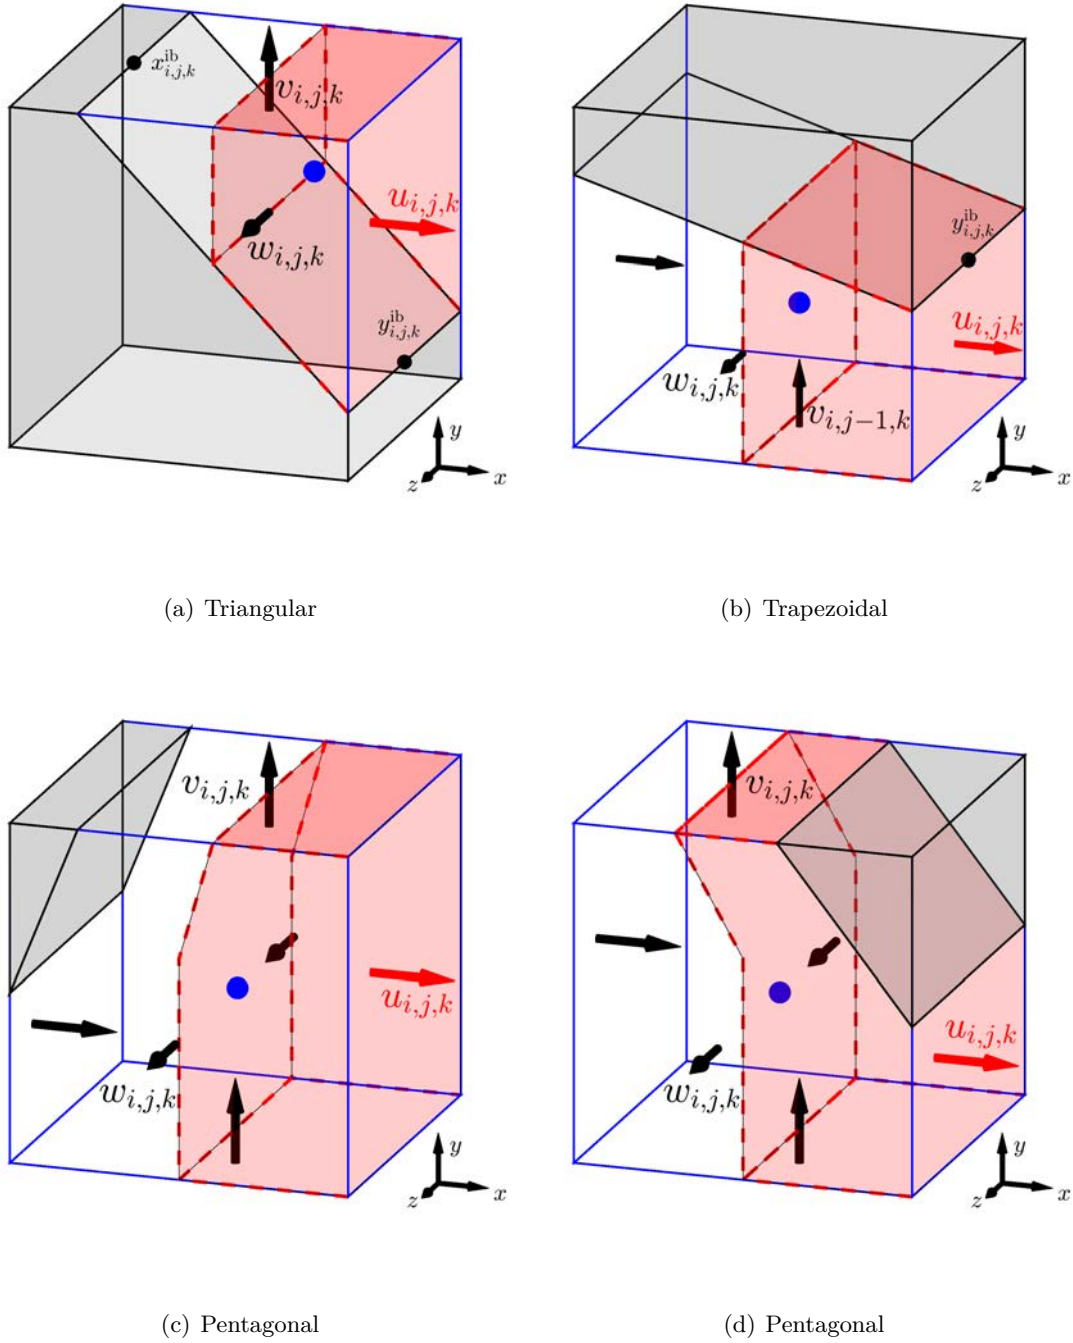 x^{ib}_{i,j,k}
v_{i,j,k}
u_{i,j,k}
w_{i,j,k}
y^{ib}_{i,j,k}
y
z
x
(a) Triangular
y^{ib}_{i,j,k}
u_{i,j,k}
w_{i,j,k}
v_{i,j−1,k}
y
z
x
(b) Trapezoidal
v_{i,j,k}
u_{i,j,k}
w_{i,j,k}
y
z
x
(c) Pentagonal
v_{i,j,k}
u_{i,j,k}
w_{i,j,k}
y
z
x
(d) Pentagonal